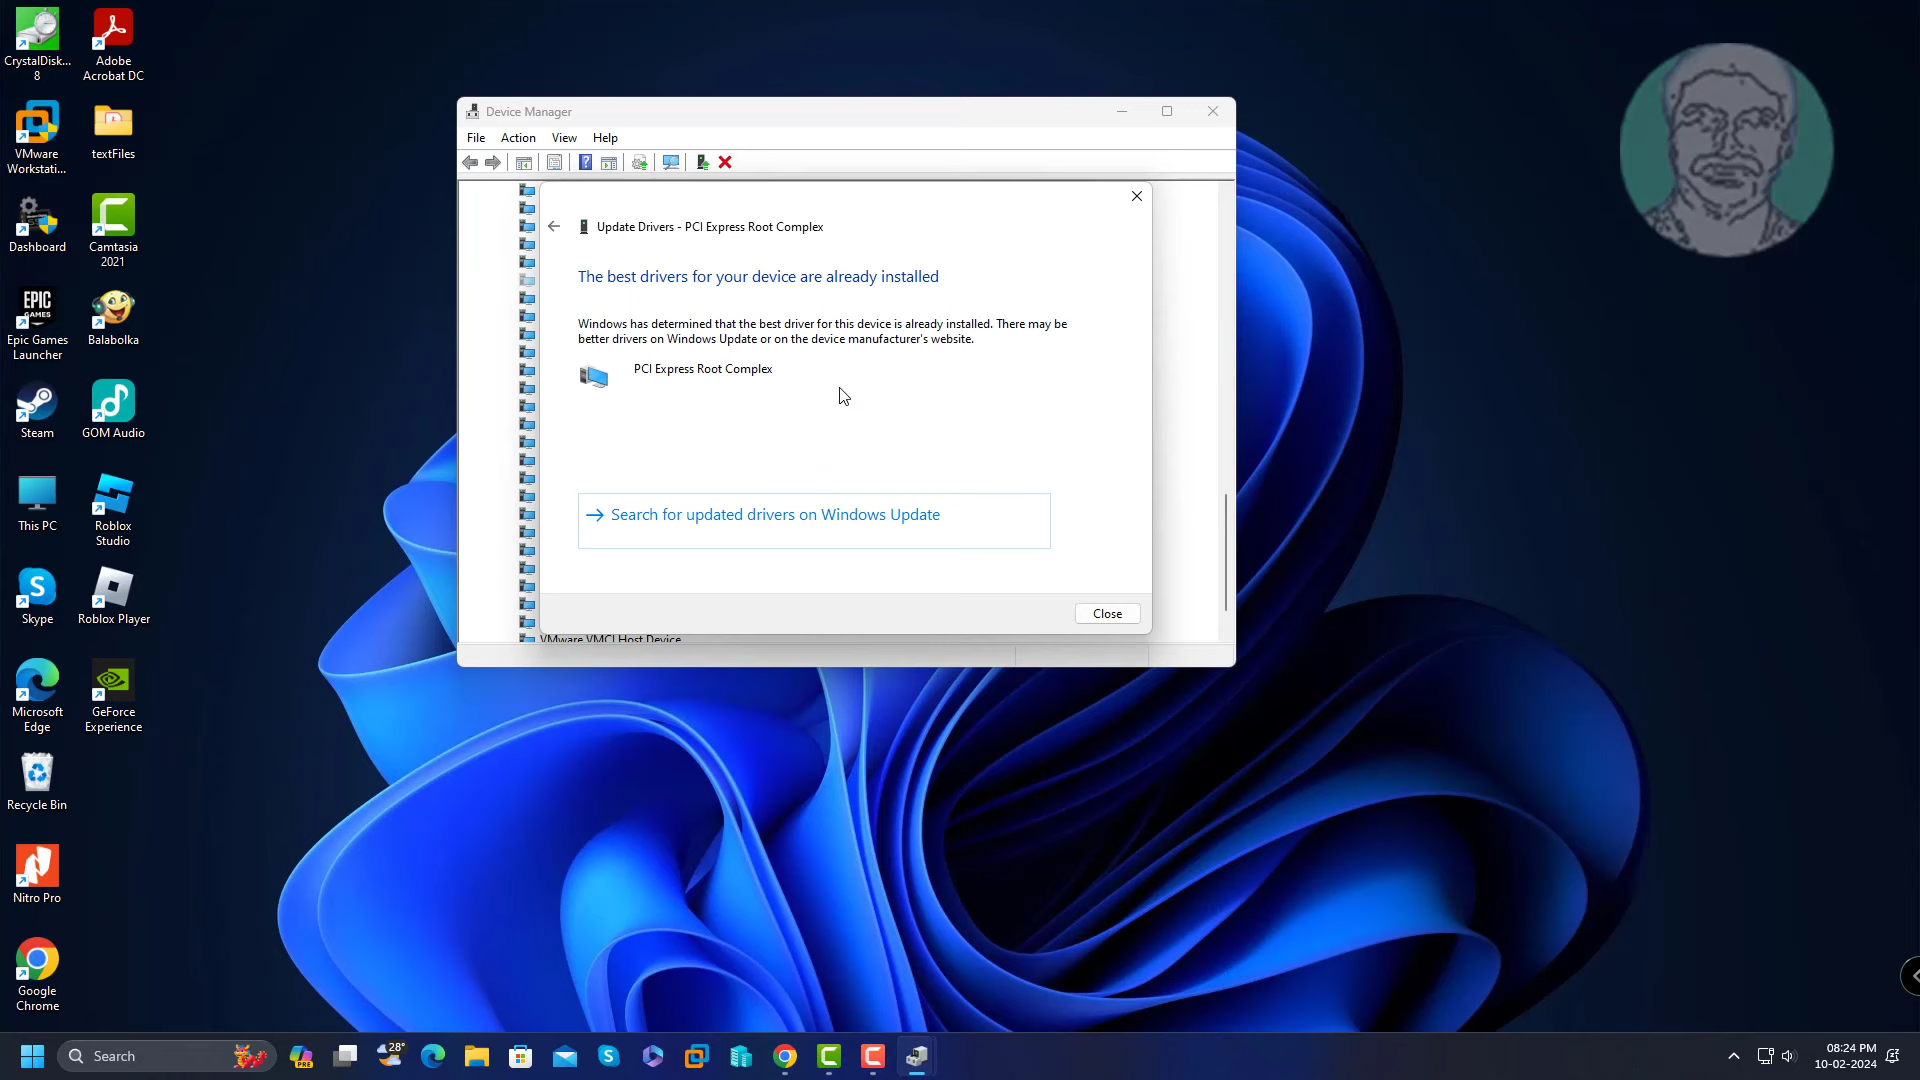 CrystalDisk...
8
Adobe
Acrobat DC
VMware
Workstati...
textFiles
Dashboard
Camtasia
2021
EPIC
GAMES
Epic Games
Launcher
Balabolka
Steam
GOM Audio
This PC
Roblox
Studio
Skype
Roblox Player
Microsoft
Edge
GeForce
Experience
Recycle Bin
Nitro Pro
Google
Chrome
Device Manager
File Action View Help
Update Drivers - PCI Express Root Complex
The best drivers for your device are already installed
Windows has determined that the best driver for this device is already installed. There may be
better drivers on Windows Update or on the device manufacturer's website.
PCI Express Root Complex
Search for updated drivers on Windows Update
Close
VMware VMCI Host Device
Search
PRE
28°
08:24 PM
10-02-2024